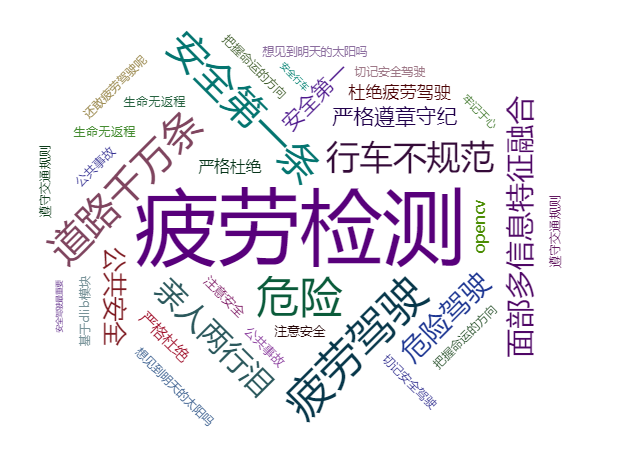 安全第一条
把握命运的方向
想见到明天的太阳吗
安全行车
切记安全驾驶
还敢疲劳驾驶呢
安全第一
杜绝疲劳驾驶
牢记于心
生命无返程
生命无返程
严格遵章守纪
道路千万条
公共事故
严格杜绝
行车不规范
面部多信息特征融合
遵守交通规则
疲劳检测
opencv
遵守交通规则
公共安全
基于dlib模块
安全驾驶最重要
亲人两行泪
注意安全
危险
疲劳驾驶
危险驾驶
把握命运的方向
严格杜绝
公共事故
注意安全
想见到明天的太阳吗
切记安全驾驶